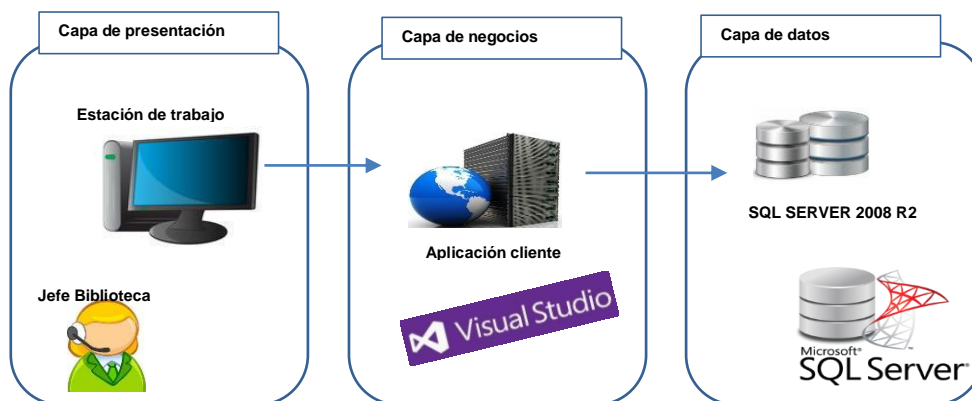 Capa de presentación
Estación de trabajo
Jefe Biblioteca
Capa de negocios
Aplicación cliente
Visual Studio
Capa de datos
SQL SERVER 2008 R2
Microsoft®
SQL Server®